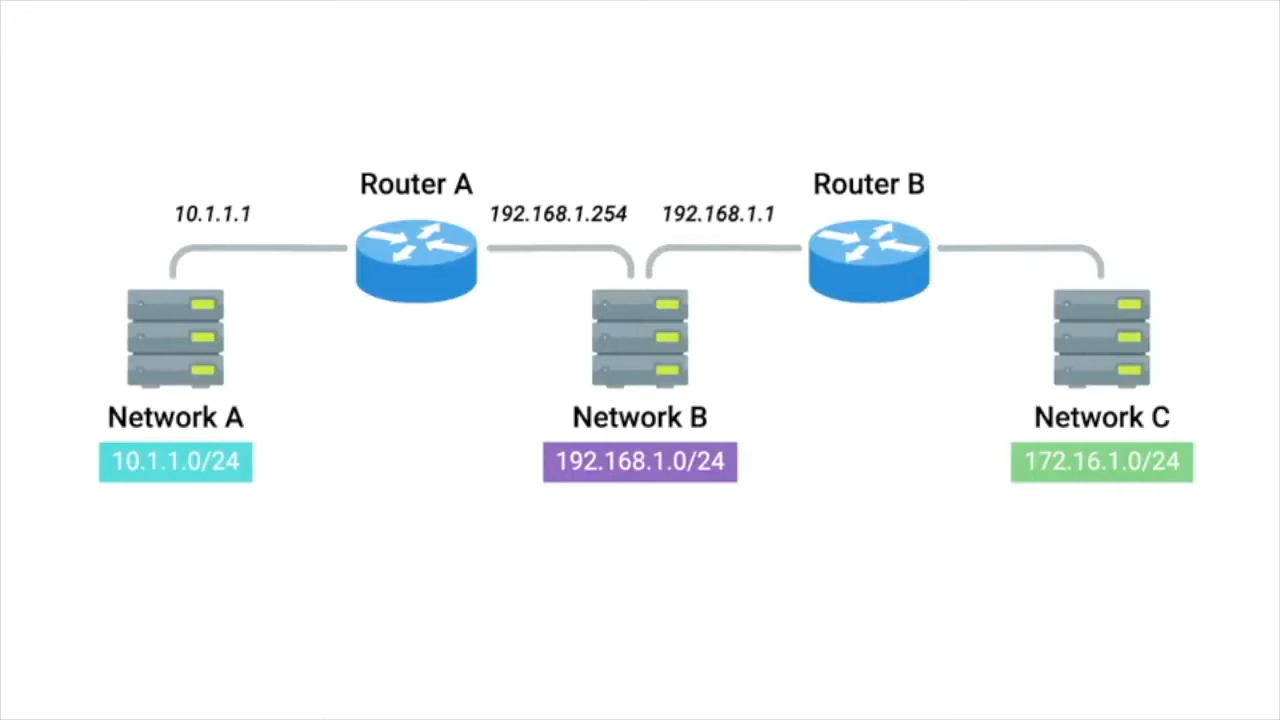 Router A
Router B
10.1.1.1
192.168.1.254
192.168.1.1
Network A
Network B
Network C
10.1.1.0/24
192.168.1.0/24
172.16.1.0/24